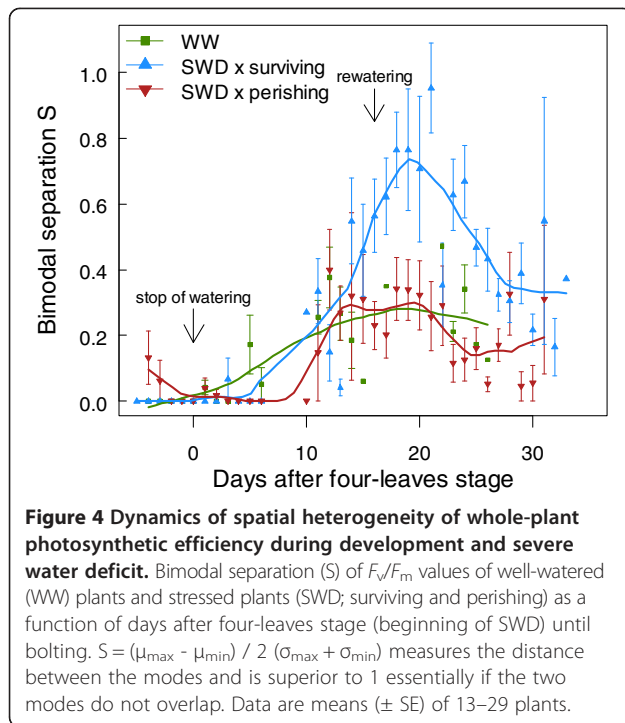 WW
SWD x surviving
SWD x perishing
rewatering
stop of watering
Bimodal separation S
1.0
0.8
0.6
0.4
0.2
0.0
0 10 20 30
Days after four-leaves stage
Figure 4 Dynamics of spatial heterogeneity of whole-plant
photosynthetic efficiency during development and severe
water deficit. Bimodal separation (S) of Fv/Fm values of well-watered
(WW) plants and stressed plants (SWD; surviving and perishing) as a
function of days after four-leaves stage (beginning of SWD) until
bolting. S = (μmax - μmin) / 2 (σmax + σmin) measures the distance
between the modes and is superior to 1 essentially if the two
modes do not overlap. Data are means (± SE) of 13–29 plants.